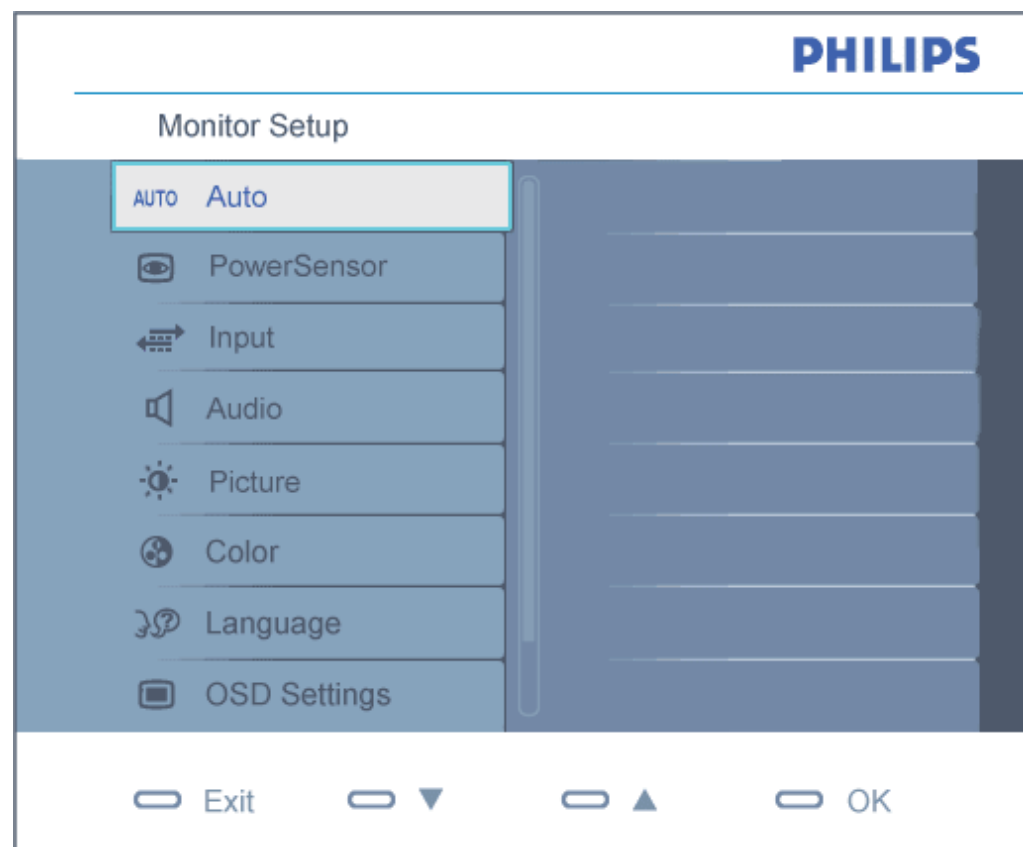 PHILIPS
Monitor Setup
AUTO Auto
PowerSensor
Input
Audio
Picture
Color
Language
OSD Settings
Exit ▼ ▲ OK